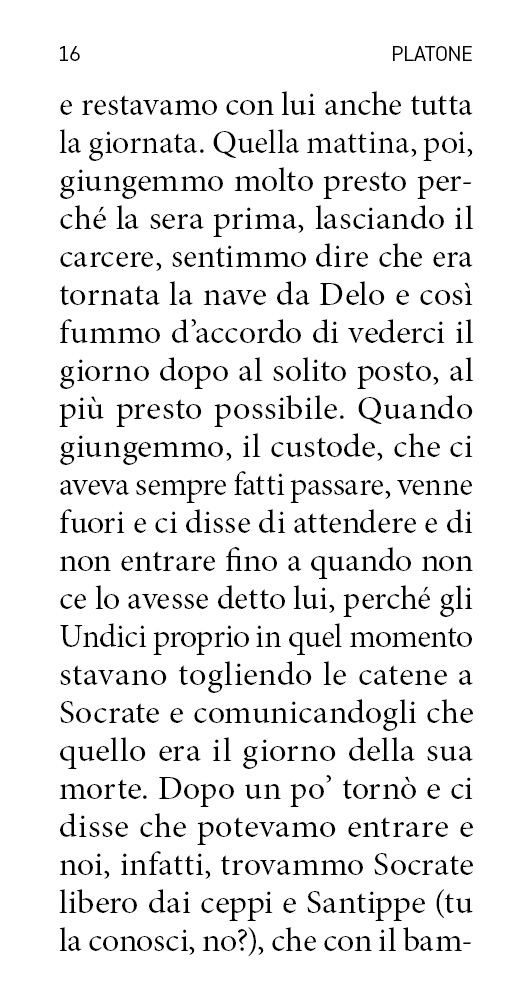 16 PLATONE
e restavamo con lui anche tutta
la giornata. Quella mattina, poi,
giungemmo molto presto per-
ché la sera prima, lasciando il
carcere, sentimmo dire che era
tornata la nave da Delo e così
fummo d’accordo di vederci il
giorno dopo al solito posto, al
più presto possibile. Quando
giungemmo, il custode, che ci
aveva sempre fatti passare, venne
fuori e ci disse di attendere e di
non entrare fino a quando non
ce lo avesse detto lui, perché gli
Undici proprio in quel momento
stavano togliendo le catene a
Socrate e comunicandogli che
quello era il giorno della sua
morte. Dopo un po’ tornò e ci
disse che potevamo entrare e
noi, infatti, trovammo Socrate
libero dai ceppi e Santippe (tu
la conosci, no?), che con il bam-